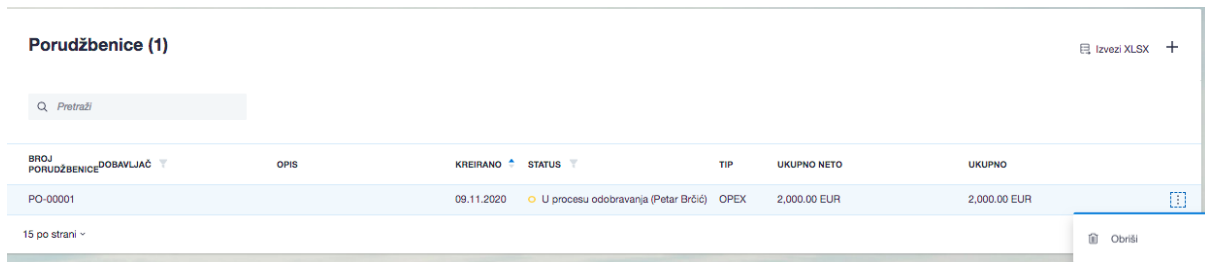 Porudžbenice (1)
Izvezi XLSX
Pretraži
BROJ
PORUDŽBENICE DOBAVLJAČ OPIS KREIRANO STATUS TIP UKUPNO NETO UKUPNO
PO-00001 09.11.2020 U procesu odobravanja (Petar Brčić) OPEX 2,000.00 EUR 2,000.00 EUR
15 po strani
Obriši